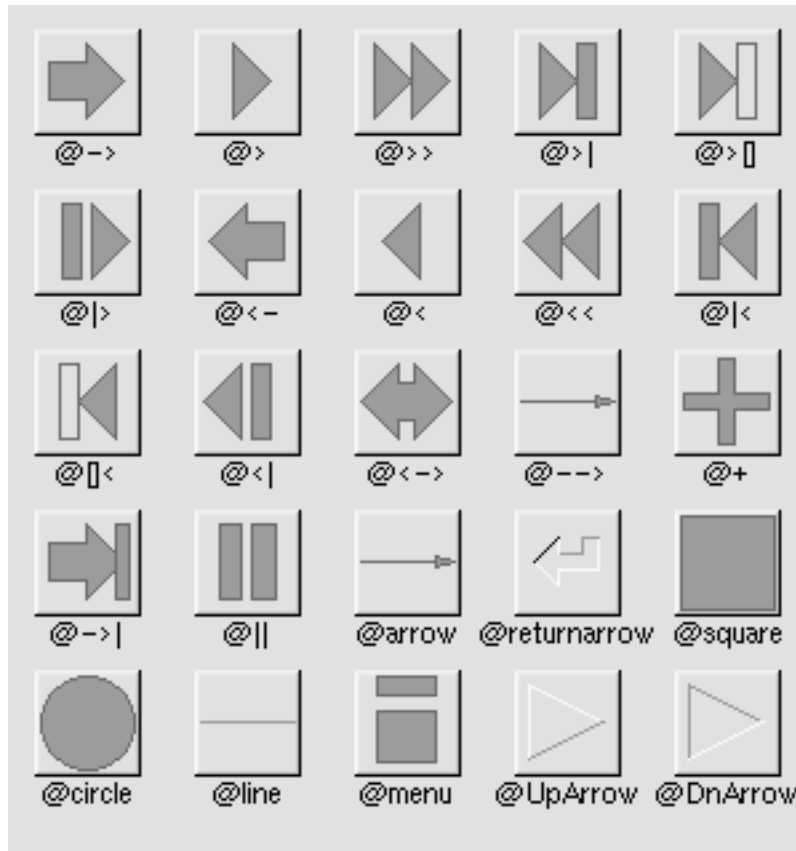 @-> @> @>> @>| @>[]
@|> @<- @< @<< @|<
@[]< @<| @<-> @--> @+
@->| @|| @arrow @returnarrow @square
@circle @line @menu @UpArrow @DnArrow